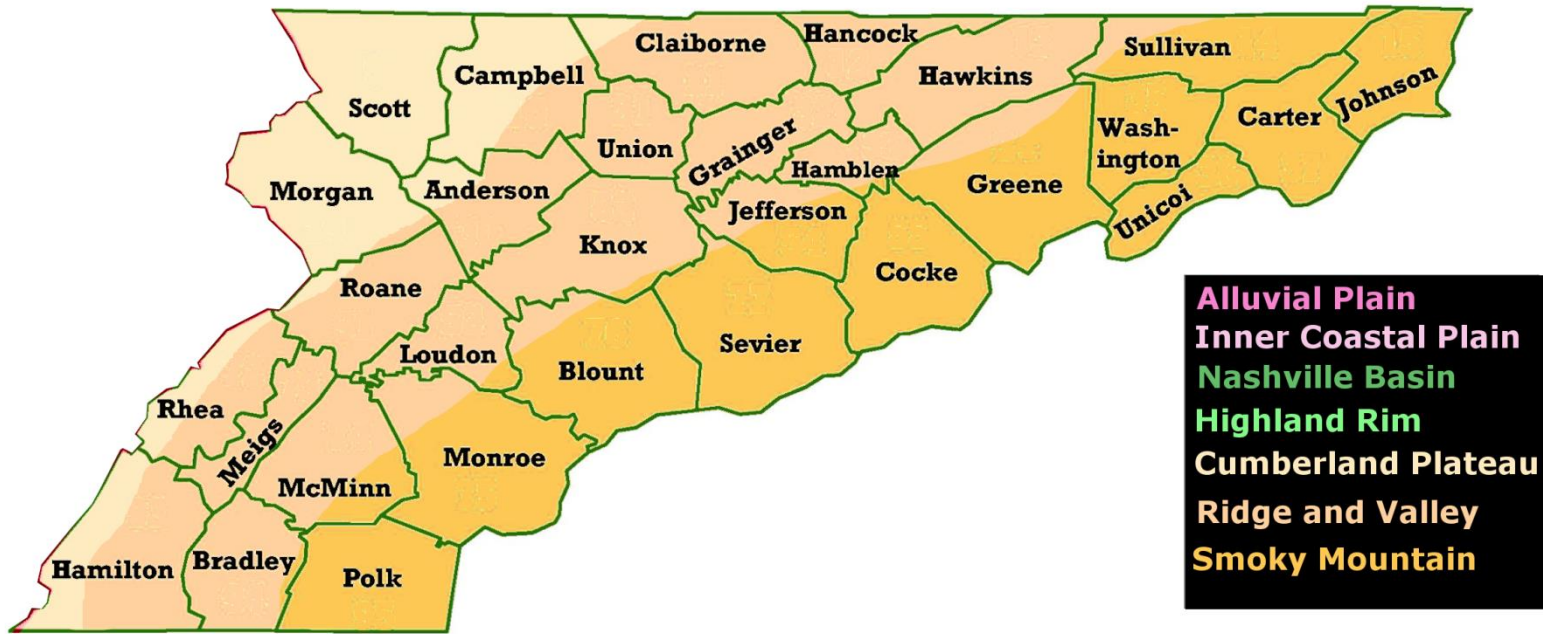 Claiborne
Hancock
Sullivan
Campbell
Hawkins
Scott
Johnson
Carter
Wash-
ington
Union
Grainger
Hamblen
Morgan
Anderson
Greene
Unicoi
Jefferson
Knox
Cocke
Roane
Loudon
Sevier
Blount
Rhea
Meigs
Monroe
McMinn
Hamilton
Bradley
Polk
Alluvial Plain
Inner Coastal Plain
Nashville Basin
Highland Rim
Cumberland Plateau
Ridge and Valley
Smoky Mountain